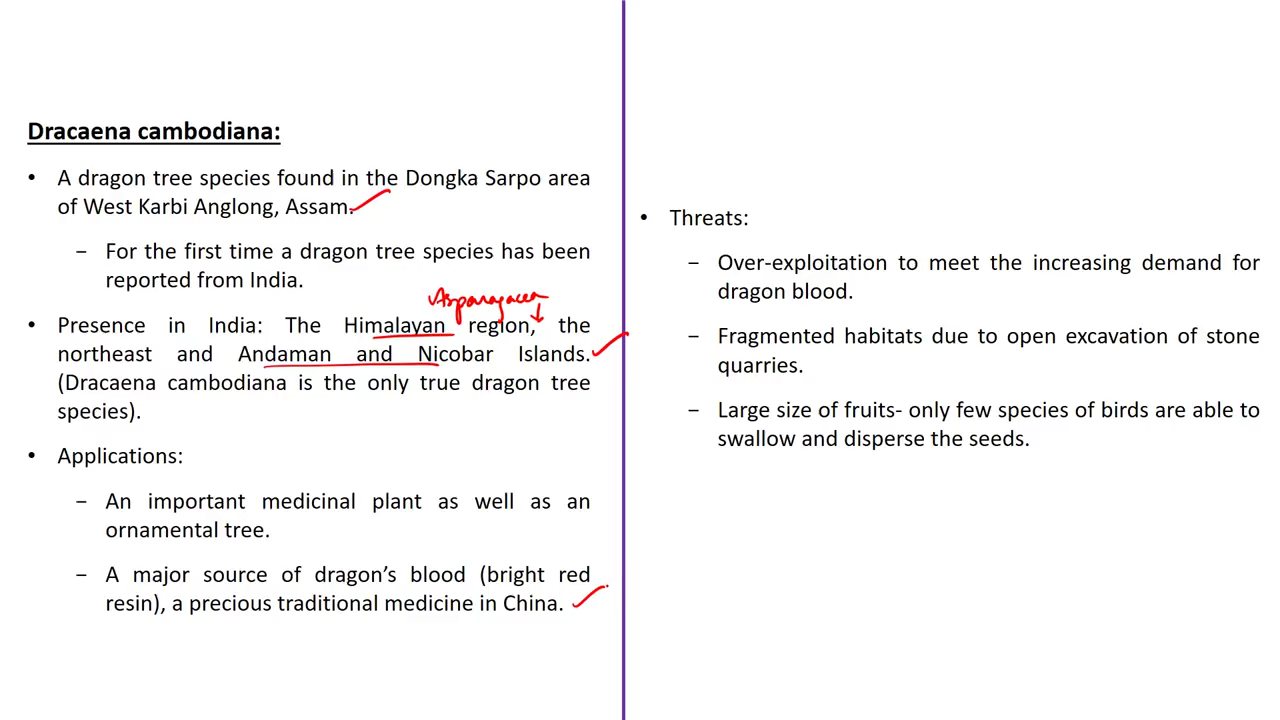 Dracaena cambodiana:
• A dragon tree species found in the Dongka Sarpo area
of West Karbi Anglong, Assam.
− For the first time a dragon tree species has been
reported from India.
Asparagacea
• Presence in India: The Himalayan region, the
northeast and Andaman and Nicobar Islands.
(Dracaena cambodiana is the only true dragon tree
species).
• Applications:
− An important medicinal plant as well as an
ornamental tree.
− A major source of dragon’s blood (bright red
resin), a precious traditional medicine in China.
• Threats:
− Over-exploitation to meet the increasing demand for
dragon blood.
− Fragmented habitats due to open excavation of stone
quarries.
− Large size of fruits- only few species of birds are able to
swallow and disperse the seeds.